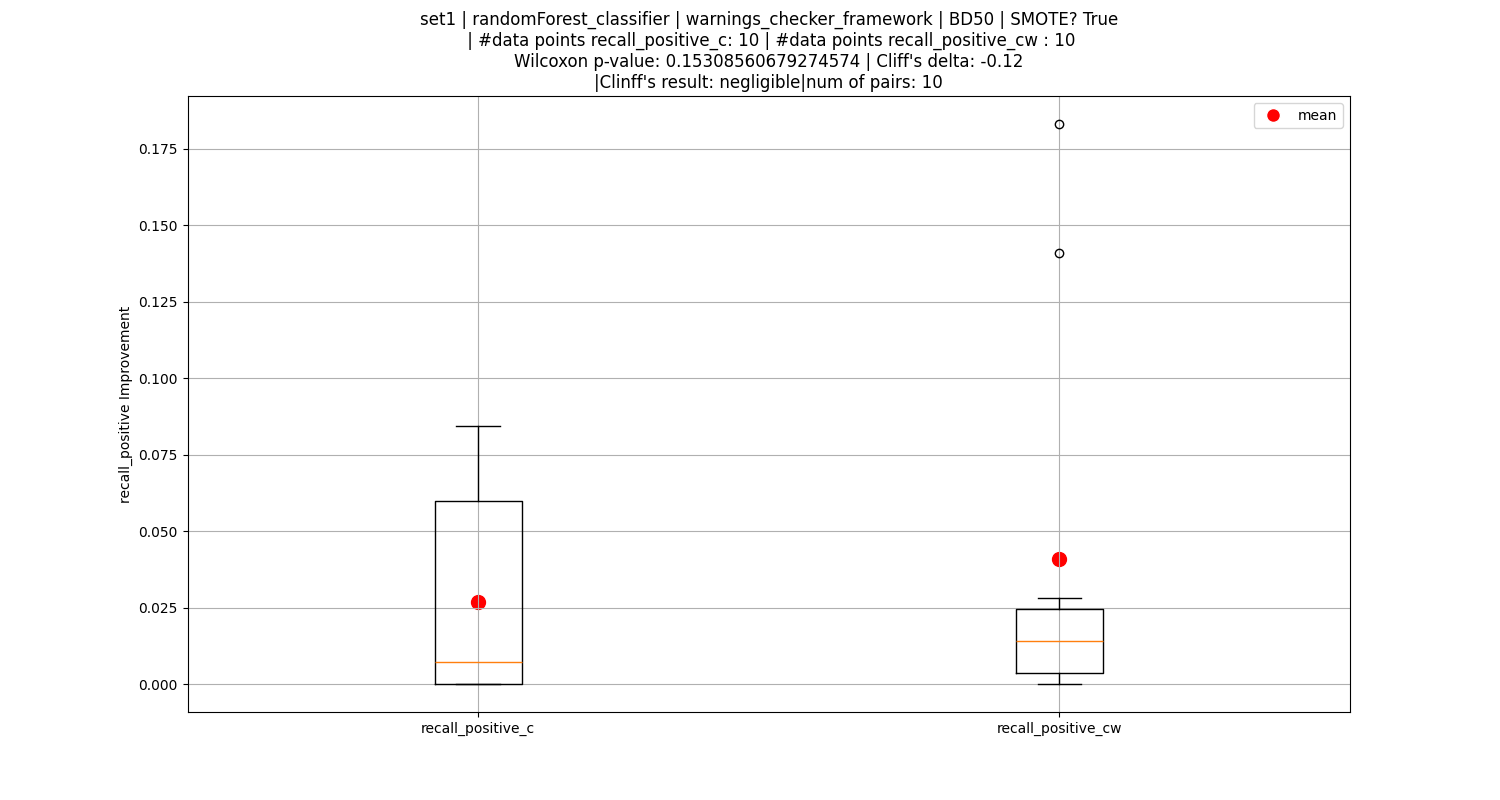 set1 | randomForest_classifier | warnings_checker_framework | BD50 | SMOTE? True
| #data points recall_positive_c: 10 | #data points recall_positive_cw : 10
Wilcoxon p-value: 0.15308560679274574 | Cliff's delta: -0.12
|Clinff's result: negligible|num of pairs: 10
mean
0.175
0.150
0.125
0.100
0.075
0.050
0.025
0.000
recall_positive Improvement
recall_positive_c
recall_positive_cw